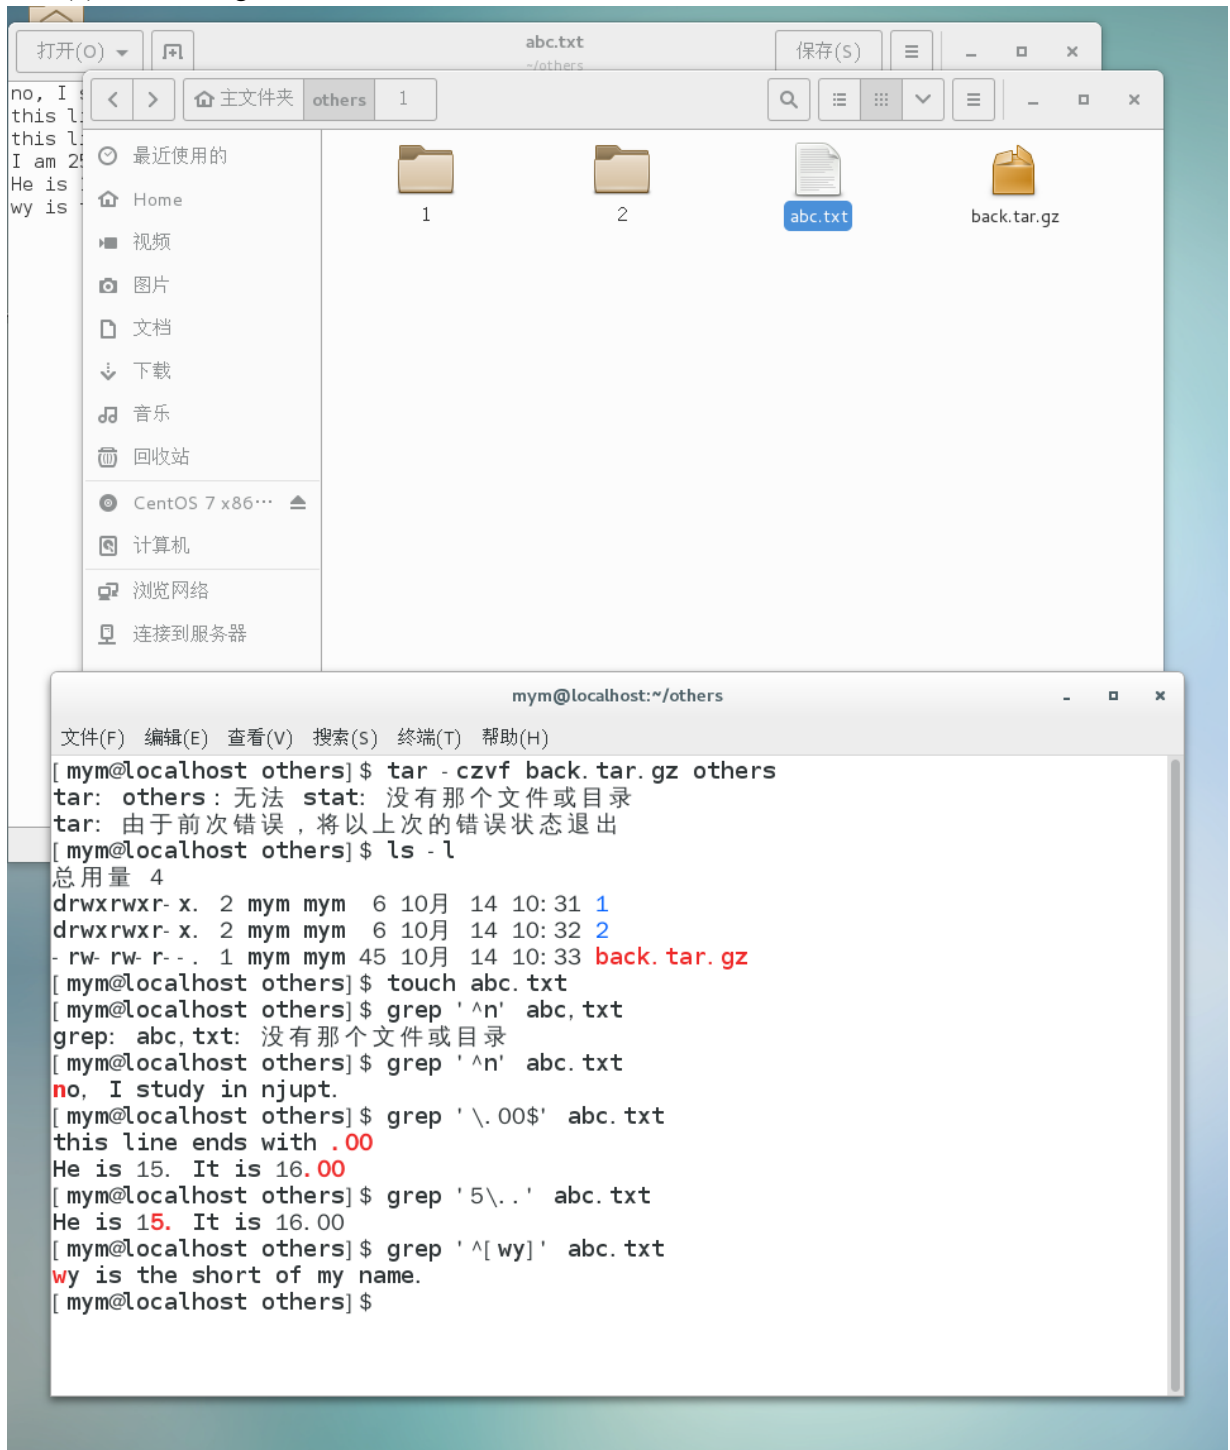 打开(O)
abc.txt
~/others
保存(S)
no, I
this
this
I am
He is
wy is
主文件夹 others 1
最近使用的
Home
视频
图片
文档
下载
音乐
回收站
CentOS 7 x86…
计算机
浏览网络
连接到服务器
1
2
abc.txt
back.tar.gz
mym@localhost:~/others
文件(F) 编辑(E) 查看(V) 搜索(S) 终端(T) 帮助(H)
[mym@localhost others]$ tar -czvf back.tar.gz others
tar: others：无法 stat: 没有那个文件或目录
tar: 由于前次错误，将以上次的错误状态退出
[mym@localhost others]$ ls -l
总用量 4
drwxrwxr-x. 2 mym mym  6 10月 14 10:31 1
drwxrwxr-x. 2 mym mym  6 10月 14 10:32 2
-rw-rw-r--. 1 mym mym 45 10月 14 10:33 back.tar.gz
[mym@localhost others]$ touch abc.txt
[mym@localhost others]$ grep '^n' abc,txt
grep: abc,txt: 没有那个文件或目录
[mym@localhost others]$ grep '^n' abc.txt
no, I study in njupt.
[mym@localhost others]$ grep '\.00$' abc.txt
this line ends with .00
He is 15. It is 16.00
[mym@localhost others]$ grep '5\..' abc.txt
He is 15. It is 16.00
[mym@localhost others]$ grep '^[wy]' abc.txt
wy is the short of my name.
[mym@localhost others]$